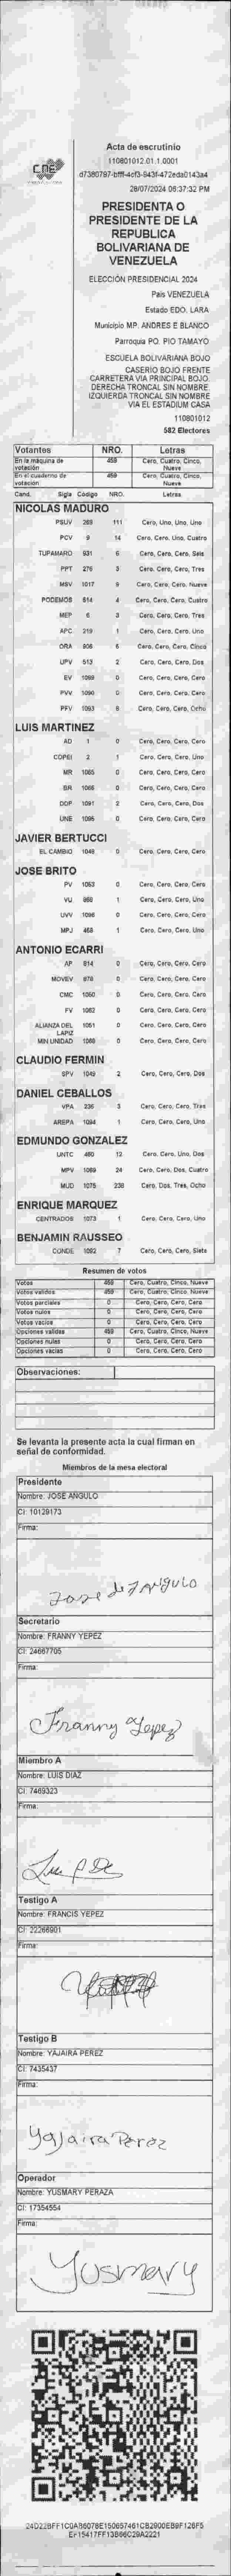 Acta de escrutinio
110801012.01.1.0001
28/07/2024 06:37:32 PM
CNE
PRESIDENTA O
PRESIDENTE DE LA
REPUBLICA
BOLIVARIANA DE
VENEZUELA
ELECCIÓN PRESIDENCIAL 2024
País VENEZUELA
Estado EDO. LARA
Municipio MP. ANDRES E BLANCO
Parroquia PQ. PIO TAMAYO
ESCUELA BOLIVARIANA BOJO
CASERIO BOJO FRENTE
CARRETERA VIA PRINCIPAL BOJO.
DERECHA TRONCAL SIN NOMBRE.
IZQUIERDA TRONCAL SIN NOMBRE
VIA EL ESTADIUM CASA
110801012
582 Electores
Votantes NRO. Letras
En la máquina de votación 459 Cero, Cuatro, Cinco, Nueve
En el cuaderno de votación 459 Cero, Cuatro, Cinco, Nueve
Cand. Sigla Código NRO. Letras
NICOLAS MADURO
PSUV 269 111 Cero, Uno, Uno, Uno
PCV 9 14 Cero, Cero, Uno, Cuatro
TUPAMARO 931 6 Cero, Cero, Cero, Seis
PPT 276 3 Cero, Cero, Cero, Tres
MSV 1017 9 Cero, Cero, Cero, Nueve
PODEMOS 514 4 Cero, Cero, Cero, Cuatro
MEP 6 3 Cero, Cero, Cero, Tres
APC 219 1 Cero, Cero, Cero, Uno
ORA 906 5 Cero, Cero, Cero, Cinco
UPV 513 2 Cero, Cero, Cero, Dos
EV 1089 0 Cero, Cero, Cero, Cero
PVV 1090 0 Cero, Cero, Cero, Cero
PFV 1093 8 Cero, Cero, Cero, Ocho
LUIS MARTINEZ
AD 1 0 Cero, Cero, Cero, Cero
COPEI 2 1 Cero, Cero, Cero, Uno
MR 1065 0 Cero, Cero, Cero, Cero
BR 1066 0 Cero, Cero, Cero, Cero
DDP 1091 2 Cero, Cero, Cero, Dos
UNE 1095 0 Cero, Cero, Cero, Cero
JAVIER BERTUCCI
EL CAMBIO 1048 0 Cero, Cero, Cero, Cero
JOSE BRITO
PV 1053 0 Cero, Cero, Cero, Cero
VU 960 1 Cero, Cero, Cero, Uno
UVV 1096 0 Cero, Cero, Cero, Cero
MPJ 468 1 Cero, Cero, Cero, Uno
ANTONIO ECARRI
AP 814 0 Cero, Cero, Cero, Cero
MOVEV 976 0 Cero, Cero, Cero, Cero
CMC 1050 0 Cero, Cero, Cero, Cero
FV 1062 0 Cero, Cero, Cero, Cero
ALIANZA DEL LAPIZ 1051 0 Cero, Cero, Cero, Cero
MIN UNIDAD 1088 0 Cero, Cero, Cero, Cero
CLAUDIO FERMIN
SPV 1049 2 Cero, Cero, Cero, Dos
DANIEL CEBALLOS
VPA 236 3 Cero, Cero, Cero, Tres
AREPA 1094 1 Cero, Cero, Cero, Uno
EDMUNDO GONZALEZ
UNTC 480 12 Cero, Cero, Uno, Dos
MPV 1069 24 Cero, Cero, Dos, Cuatro
MUD 1075 238 Cero, Dos, Tres, Ocho
ENRIQUE MARQUEZ
CENTRADOS 1073 1 Cero, Cero, Cero, Uno
BENJAMIN RAUSSEO
CONDE 1092 7 Cero, Cero, Cero, Siete
Resumen de votos
Votos 459 Cero, Cuatro, Cinco, Nueve
Votos validos 459 Cero, Cuatro, Cinco, Nueve
Votos parciales 0 Cero, Cero, Cero, Cero
Votos nulos 0 Cero, Cero, Cero, Cero
Votos vacios 0 Cero, Cero, Cero, Cero
Opciones validas 459 Cero, Cuatro, Cinco, Nueve
Opciones nulas 0 Cero, Cero, Cero, Cero
Opciones vacias 0 Cero, Cero, Cero, Cero
Observaciones:
Se levanta la presente acta la cual firman en
señal de conformidad.
Miembros de la mesa electoral
Presidente
Nombre: JOSE ANGULO
CI: 10129173
Firma:
Jose de J Angulo
Secretario
Nombre: FRANNY YEPEZ
CI: 24667705
Firma:
Franny Yepez
Miembro A
Nombre: LUIS DIAZ
CI: 7469323
Firma:
Testigo A
Nombre: FRANCIS YEPEZ
CI: 22266901
Firma:
Testigo B
Nombre: YAJAIRA PEREZ
CI: 7435437
Firma:
Yajaira Perez
Operador
Nombre: YUSMARY PERAZA
CI: 17354554
Firma:
Yusmary